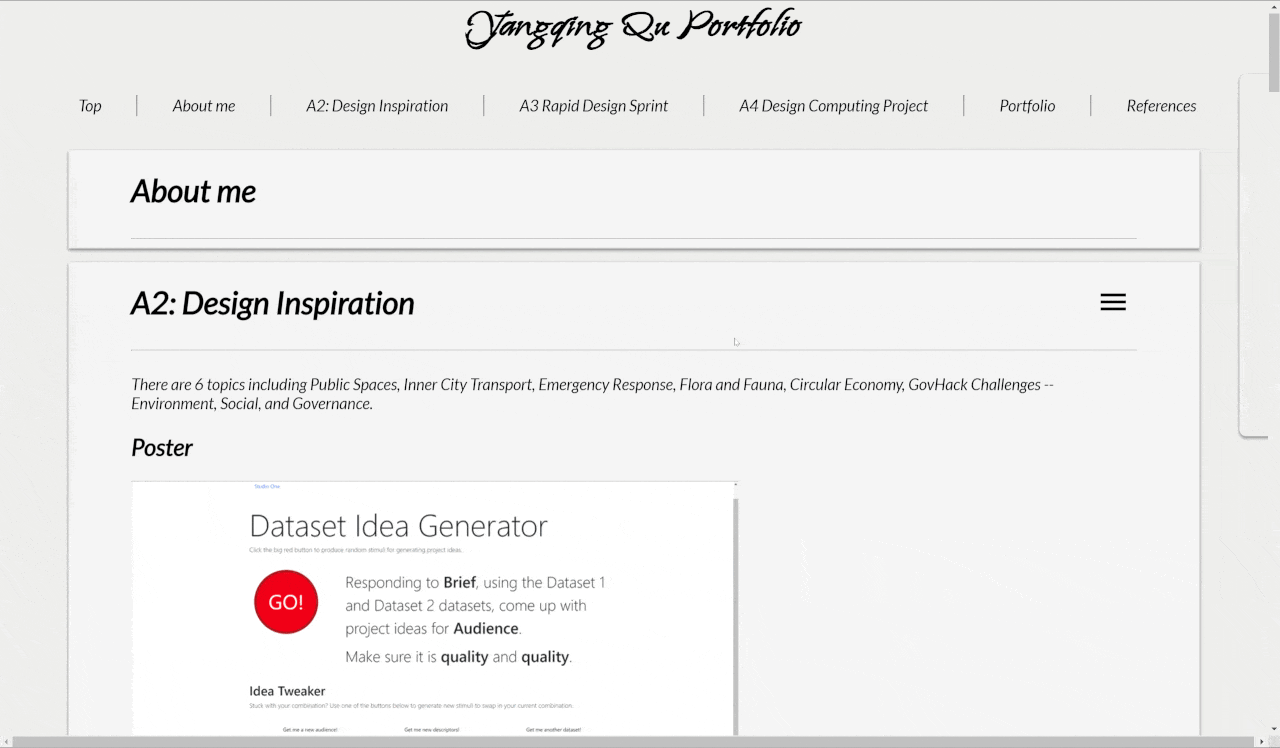 Yangqing Qu Portfolio
Top
About me
A2: Design Inspiration
A3 Rapid Design Sprint
A4 Design Computing Project
Portfolio
References
About me
A2: Design Inspiration
There are 6 topics including Public Spaces, Inner City Transport, Emergency Response, Flora and Fauna, Circular Economy, GovHack Challenges --
Environment, Social, and Governance.
Poster
Studio One
Dataset Idea Generator
Click the big red button to produce random stimuli for generating project ideas.
GO!
Responding to Brief, using the Dataset 1
and Dataset 2 datasets, come up with
project ideas for Audience.
Make sure it is quality and quality.
Idea Tweaker
Stuck with your combination? Use one of the buttons below to generate new stimuli to swap in your current combination.
Get me a new audience!
Get me new descriptors!
Get me another dataset!